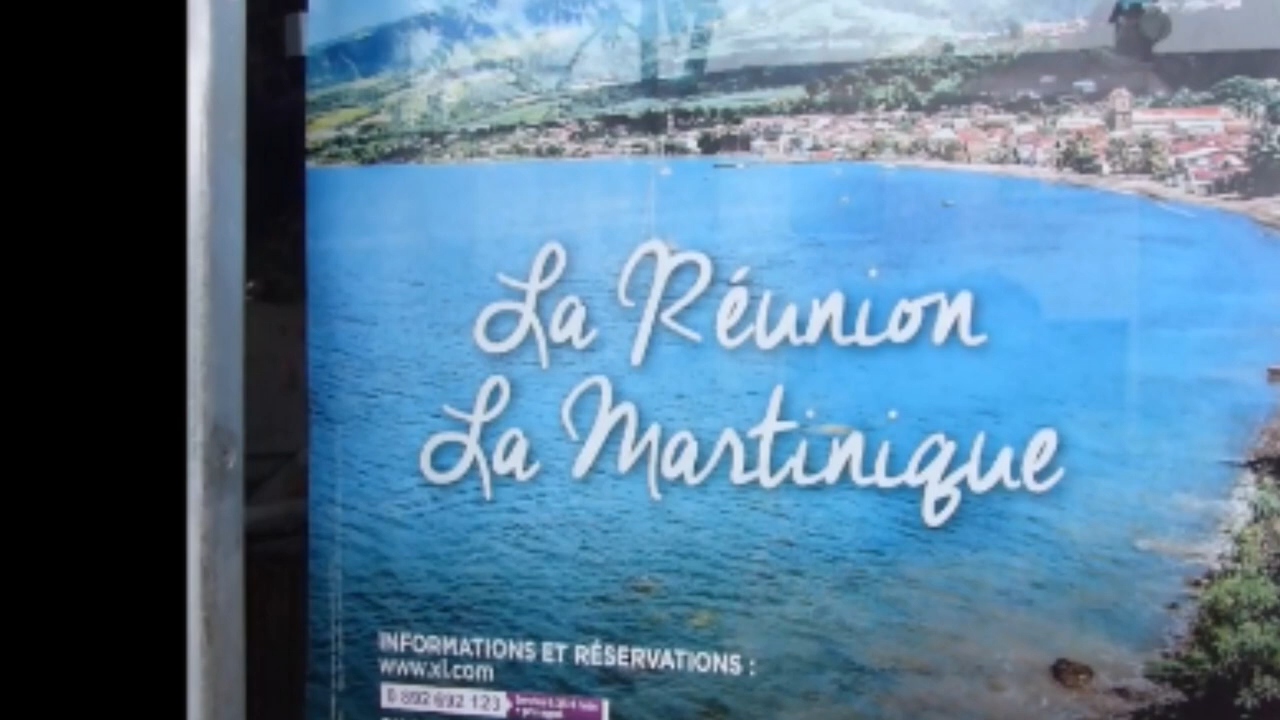 La Réunion
La Martinique
INFORMATIONS ET RÉSERVATIONS :
www.xl.com
0 892 692 123